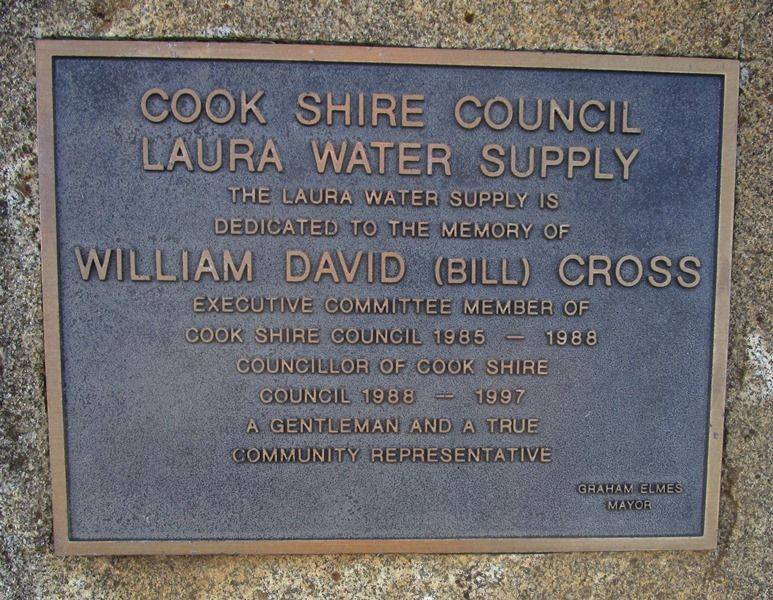 COOK SHIRE COUNCIL
LAURA WATER SUPPLY
THE LAURA WATER SUPPLY IS
DEDICATED TO THE MEMORY OF
WILLIAM DAVID (BILL) CROSS
EXECUTIVE COMMITTEE MEMBER OF
COOK SHIRE COUNCIL 1985 — 1988
COUNCILLOR OF COOK SHIRE
COUNCIL 1988 — 1997
A GENTLEMAN AND A TRUE
COMMUNITY REPRESENTATIVE
GRAHAM ELMES
MAYOR